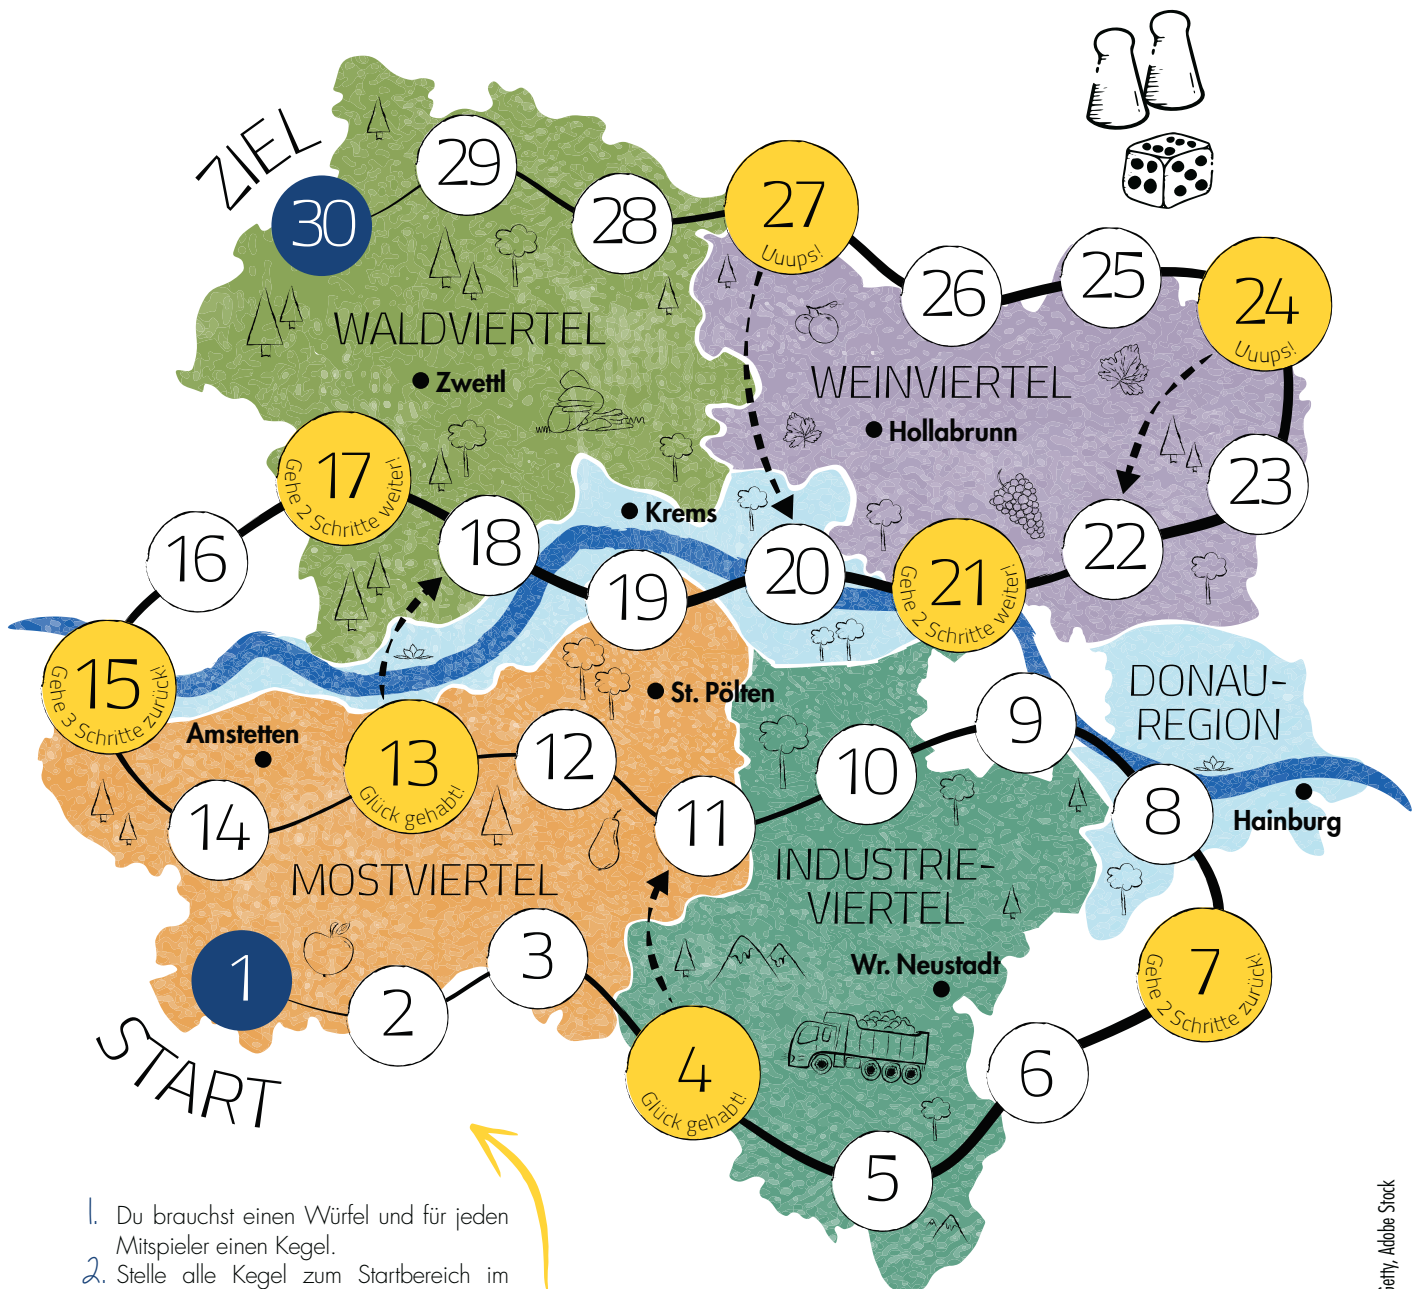 ZIEL
30
29
28
27
Uuups!
26
25
24
Uuups!
WALDVIERTEL
Zwettl
WEINVIERTEL
Hollabrunn
17
Gehe 2 Schritte weiter!
23
Krems
16
18
19
20
21
Gehe 2 Schritte weiter!
22
15
Gehe 3 Schritte zurück!
St. Pölten
DONAU-
REGION
Amstetten
13
Glück gehabt!
12
9
10
14
11
8
Hainburg
MOSTVIERTEL
INDUSTRIE-
VIERTEL
1
2
3
Wr. Neustadt
7
Gehe 2 Schritte zurück!
START
4
Glück gehabt!
6
5
1. Du brauchst einen Würfel und für jeden
Mitspieler einen Kegel.
2. Stelle alle Kegel zum Startbereich im
Getty, Adobe Stock